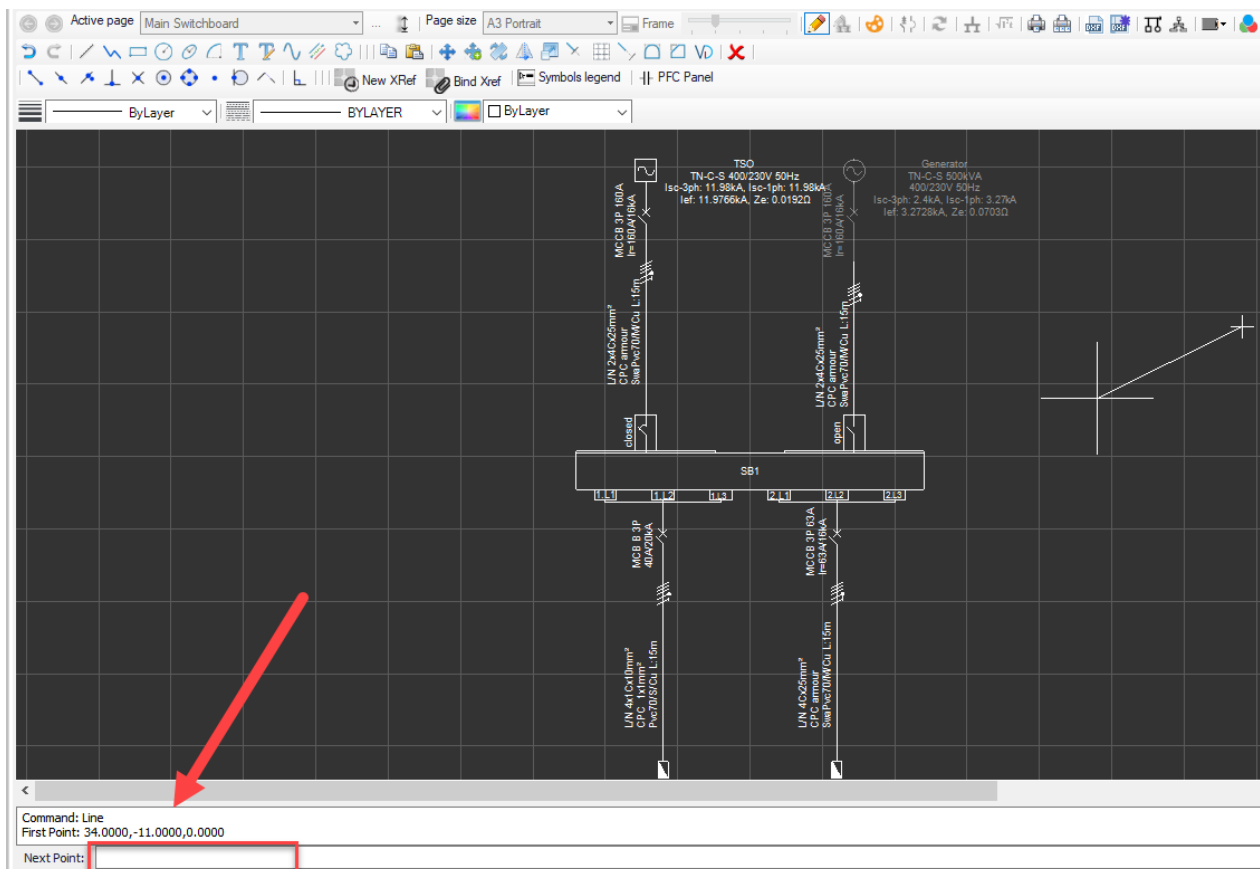 Active page Main Switchboard ... Page size A3 Portrait Frame
New XRef Bind Xref Symbols legend PFC Panel
ByLayer BYLAYER ByLayer
TSO
TN-C-S 400/230V 50Hz
Isc-3ph: 11.98kA, Isc-1ph: 11.98kA
Ief: 11.9766kA, Ze: 0.0192Ω
Generator
TN-C-S 500kVA
400/230V 50Hz
Isc-3ph: 2.4kA, Isc-1ph: 3.27kA
Ief: 3.2728kA, Ze: 0.0703Ω
MCCB 3P 160A
Ir=160A/16kA
MCCB 3P 160A
Ir=160A/16kA
L/N 2x4Cx25mm²
CPC armour
SwaPvc70/M/Cu L:15m
L/N 2x4Cx25mm²
CPC armour
SwaPvc70/M/Cu L:15m
closed
open
SB1
1.L1 1.L2 1.L3 2.L1 2.L2 2.L3
MCB B 3P
40A/20kA
MCCB 3P 63A
Ir=63A/16kA
L/N 4x1Cx10mm²
CPC 1x1mm²
Pvc70/S/Cu L:15m
L/N 4Cx25mm²
CPC armour
SwaPvc70/M/Cu L:15m
Command: Line
First Point: 34.0000,-11.0000,0.0000
Next Point: